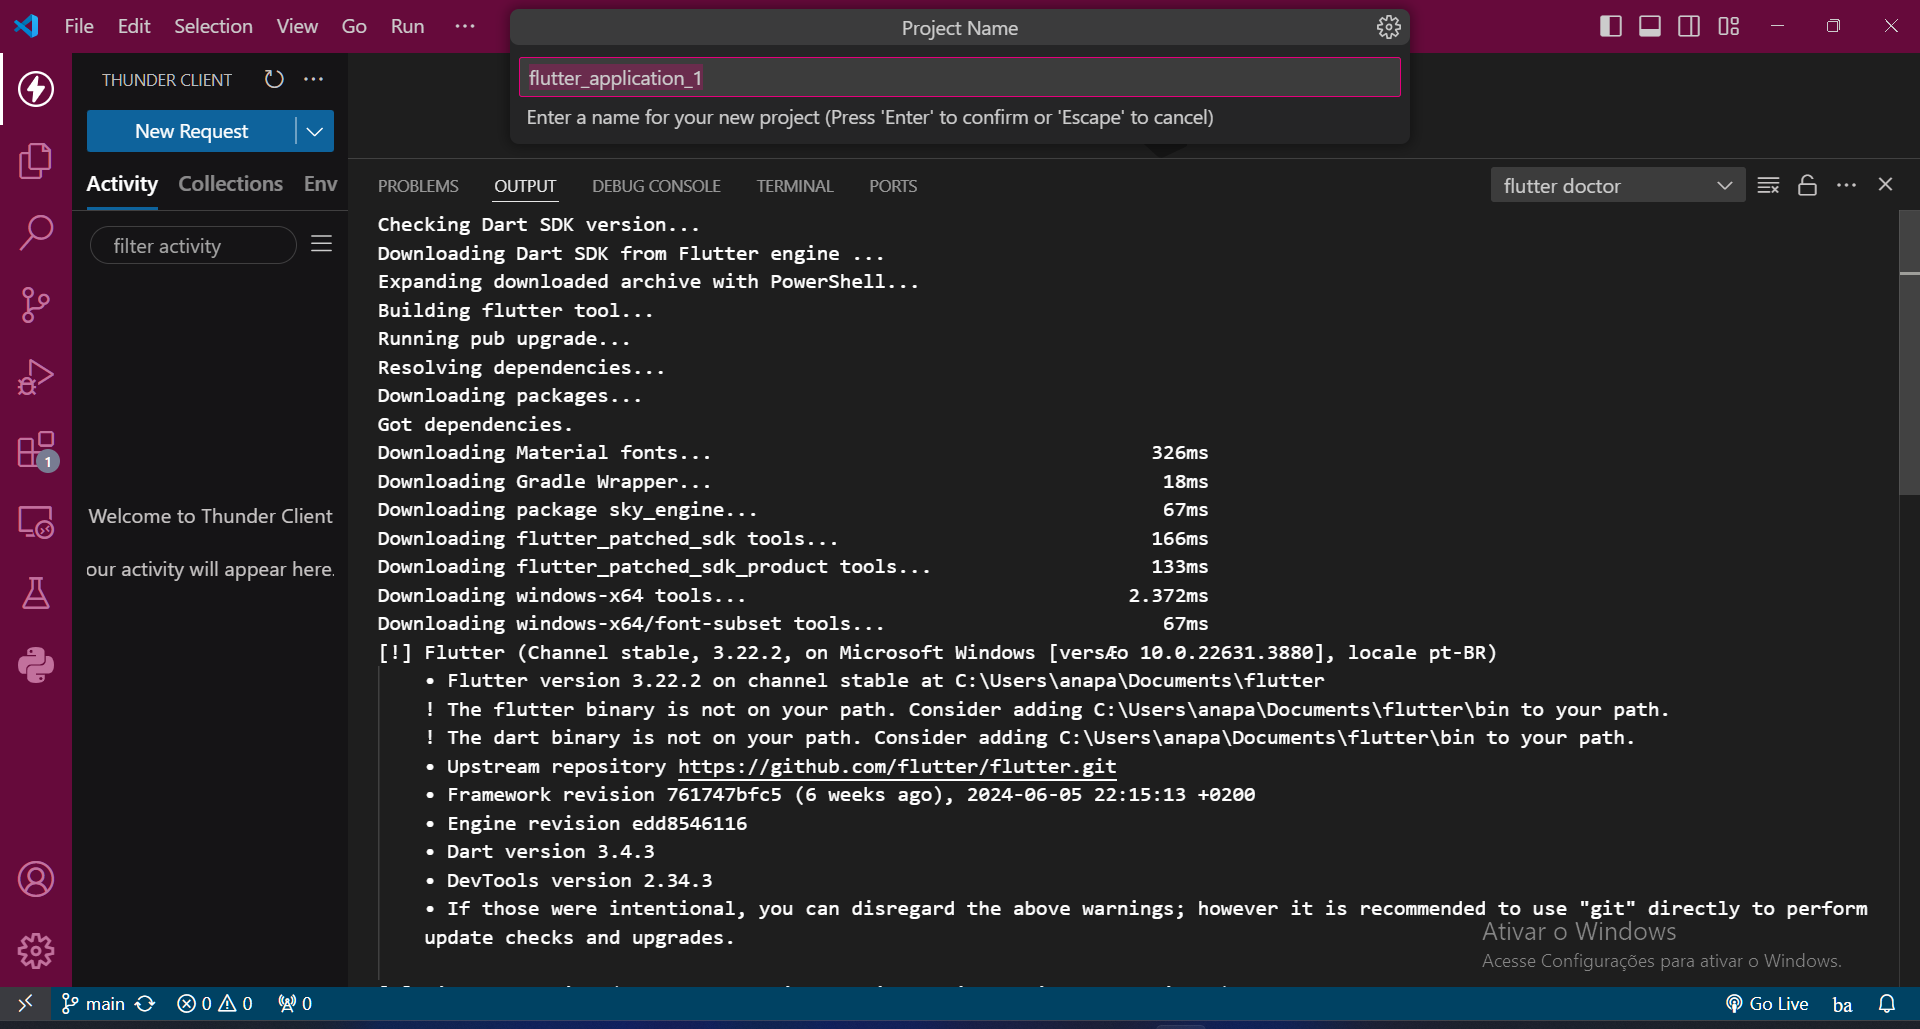 File Edit Selection View Go Run ···
Project Name
flutter_application_1
Enter a name for your new project (Press 'Enter' to confirm or 'Escape' to cancel)
THUNDER CLIENT
New Request
Activity Collections Env
filter activity
Welcome to Thunder Client
our activity will appear here.
1
PROBLEMS OUTPUT DEBUG CONSOLE TERMINAL PORTS
flutter doctor
Checking Dart SDK version...
Downloading Dart SDK from Flutter engine ...
Expanding downloaded archive with PowerShell...
Building flutter tool...
Running pub upgrade...
Resolving dependencies...
Downloading packages...
Got dependencies.
Downloading Material fonts... 326ms
Downloading Gradle Wrapper... 18ms
Downloading package sky_engine... 67ms
Downloading flutter_patched_sdk tools... 166ms
Downloading flutter_patched_sdk_product tools... 133ms
Downloading windows-x64 tools... 2.372ms
Downloading windows-x64/font-subset tools... 67ms
[!] Flutter (Channel stable, 3.22.2, on Microsoft Windows [versÆo 10.0.22631.3880], locale pt-BR)
• Flutter version 3.22.2 on channel stable at C:\Users\anapa\Documents\flutter
! The flutter binary is not on your path. Consider adding C:\Users\anapa\Documents\flutter\bin to your path.
! The dart binary is not on your path. Consider adding C:\Users\anapa\Documents\flutter\bin to your path.
• Upstream repository https://github.com/flutter/flutter.git
• Framework revision 761747bfc5 (6 weeks ago), 2024-06-05 22:15:13 +0200
• Engine revision edd8546116
• Dart version 3.4.3
• DevTools version 2.34.3
• If those were intentional, you can disregard the above warnings; however it is recommended to use "git" directly to perform
update checks and upgrades.
Ativar o Windows
Acesse Configurações para ativar o Windows.
main 0 0 0 Go Live ba